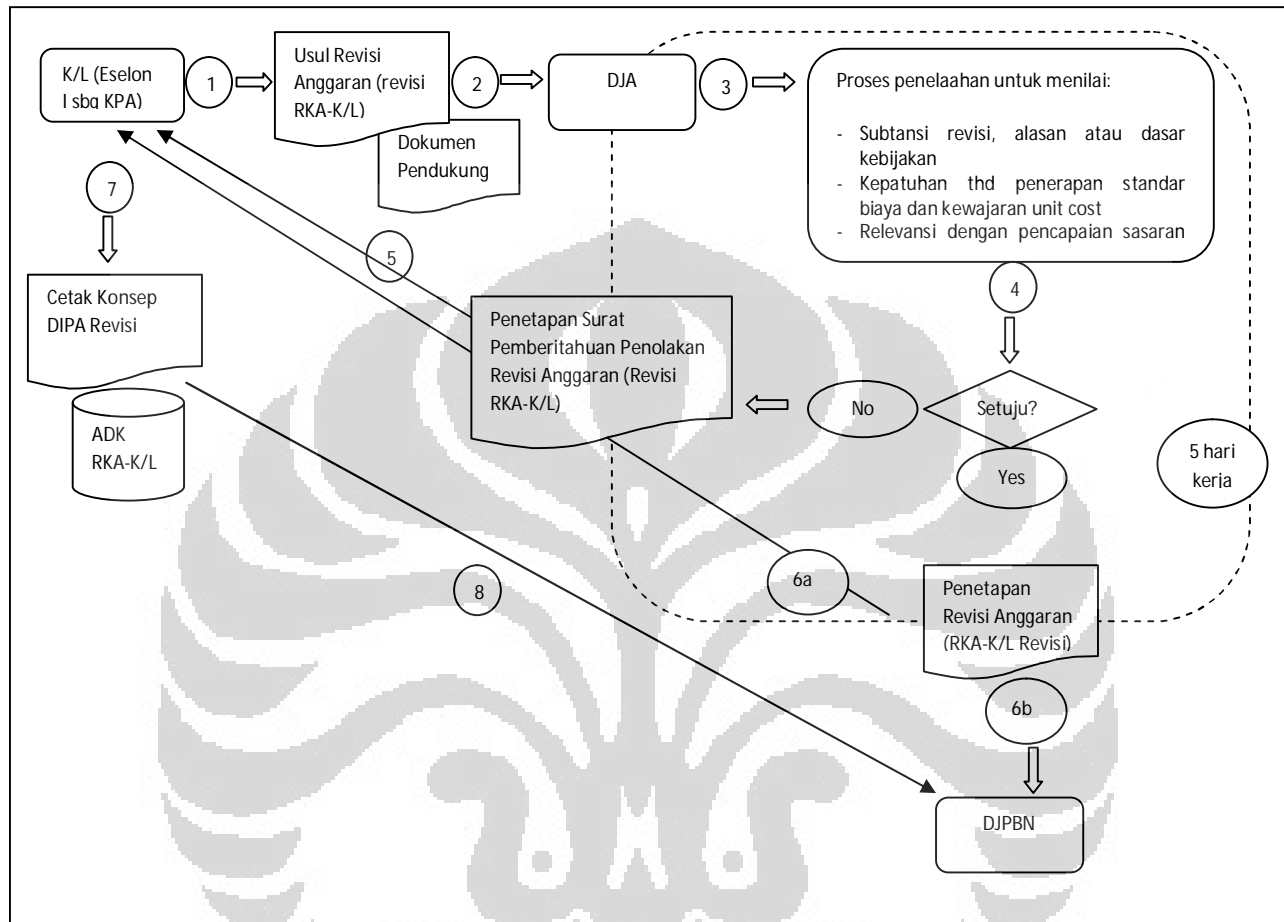 K/L (Eselon
I sbg KPA)
1
Usul Revisi
Anggaran (revisi
RKA-K/L)
Dokumen
Pendukung
2
DJA
3
Proses penelaahan untuk menilai:
- Subtansi revisi, alasan atau dasar
kebijakan
- Kepatuhan thd penerapan standar
biaya dan kewajaran unit cost
- Relevansi dengan pencapaian sasaran
4
Setuju?
No
Yes
5 hari
kerja
Penetapan Surat
Pemberitahuan Penolakan
Revisi Anggaran (Revisi
RKA-K/L)
5
6a
Penetapan
Revisi Anggaran
(RKA-K/L Revisi)
6b
DJPBN
7
Cetak Konsep
DIPA Revisi
ADK
RKA-K/L
8